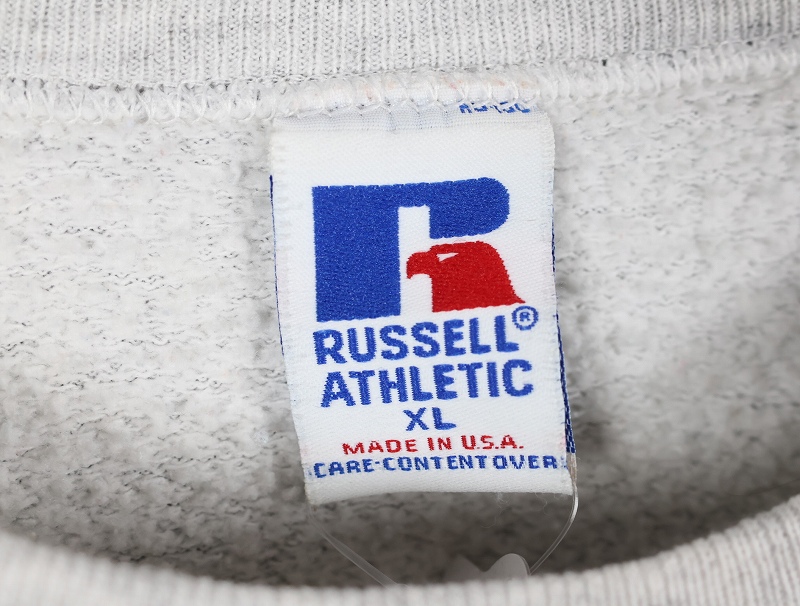 RUSSELL®
ATHLETIC
XL
MADE IN U.S.A.
CARE-CONTENT OVER